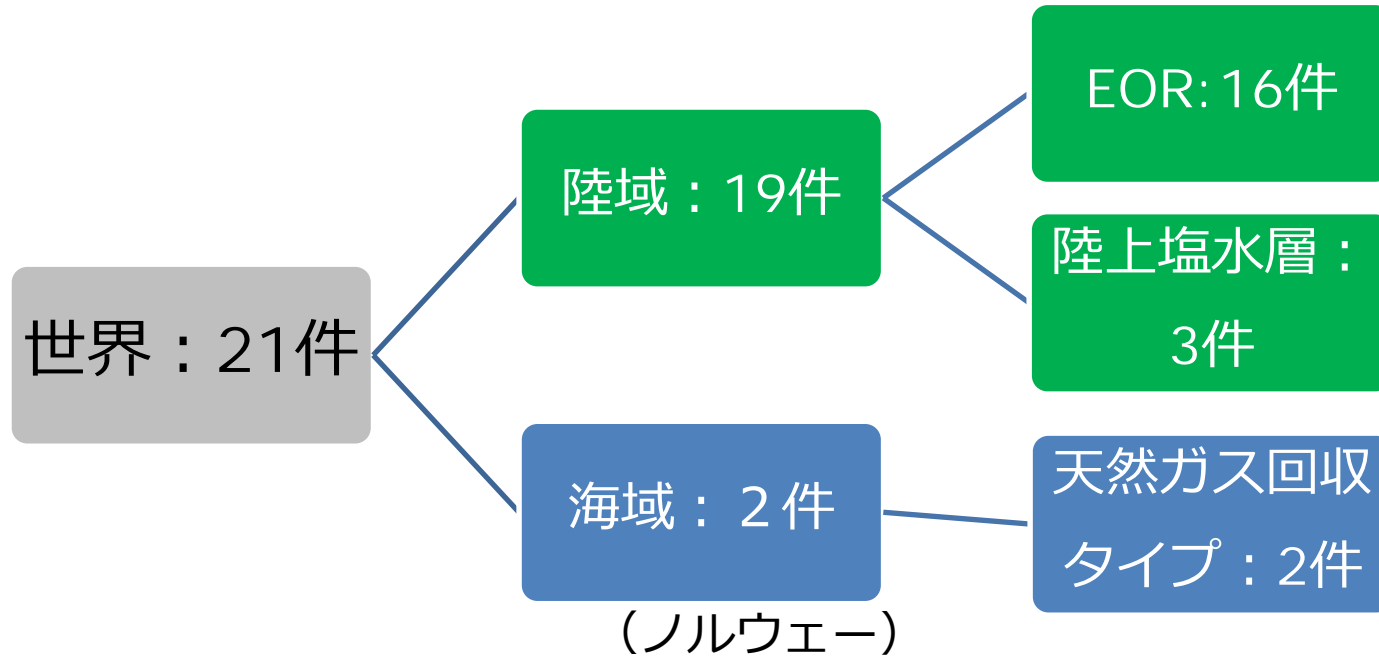 世界：21件
陸域：19件
EOR:16件
陸上塩水層：
3件
海域：２件
（ノルウェー）
天然ガス回収
タイプ：2件